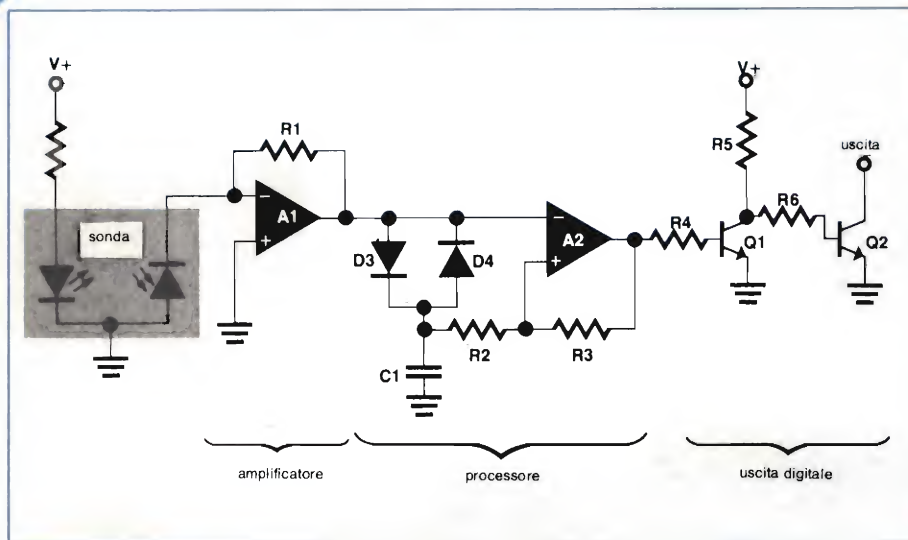 V+
V+
R1
R5
uscita
sonda
A1
A2
R4
R6
Q1
Q2
D3
D4
R2
R3
C1
amplificatore
processore
uscita digitale